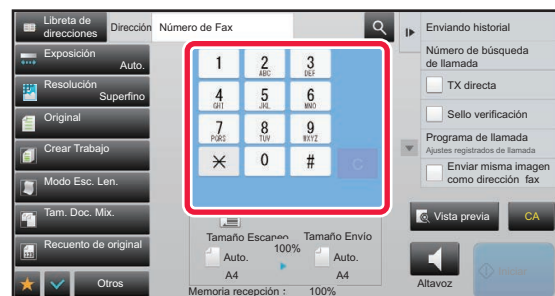 Libreta de
direcciones
Dirección
Número de Fax
Exposición
Auto.
Resolución
Superfino
Original
Crear Trabajo
Modo Esc. Len.
Tam. Doc. Mix.
Recuento de original
Otros
1
2
ABC
3
DEF
4
GHI
5
JKL
6
MNO
7
PQRS
8
TUV
9
WXYZ
0
#
C
Tamaño Escaneo
100%
Tamaño Envío
Auto.
A4
Auto.
A4
Memoria recepción : 100%
Enviando historial
Número de búsqueda
de llamada
TX directa
Sello verificación
Programa de llamada
Ajustes registrados de llamada
Enviar misma imagen
como dirección fax
Vista previa
CA
Altavoz